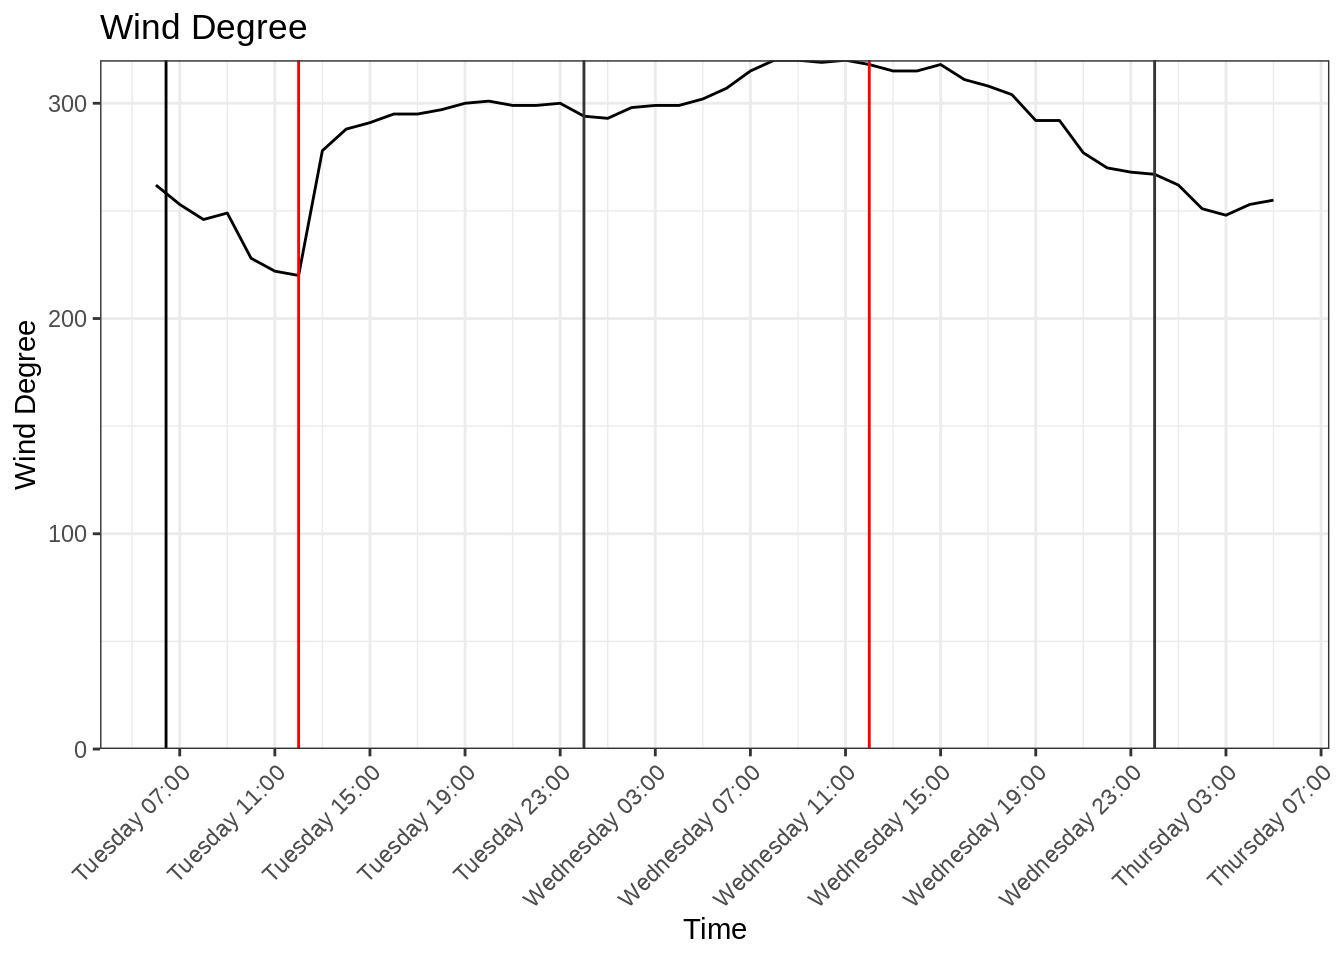 Wind Degree
300
200
100
0
Wind Degree
Tuesday 07:00
Tuesday 11:00
Tuesday 15:00
Tuesday 19:00
Tuesday 23:00
Wednesday 03:00
Wednesday 07:00
Wednesday 11:00
Wednesday 15:00
Wednesday 19:00
Wednesday 23:00
Thursday 03:00
Thursday 07:00
Time